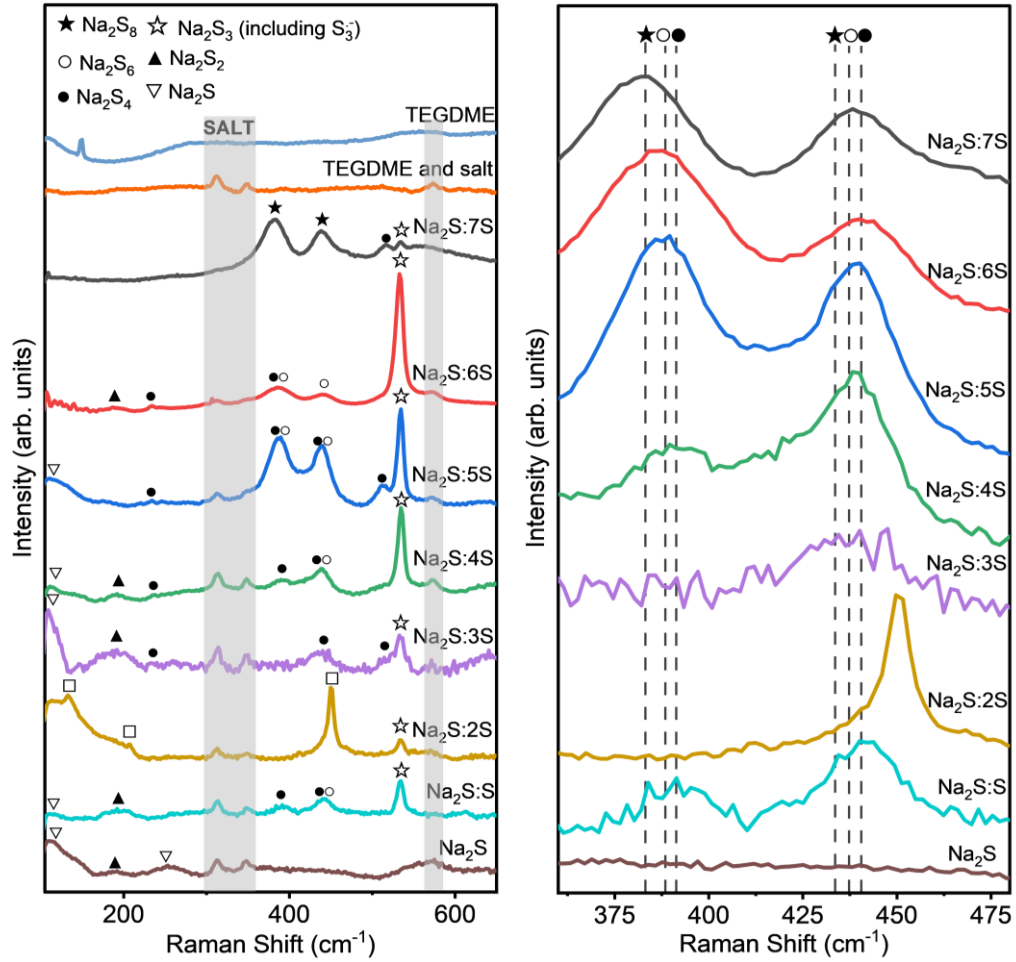 ★ Na₂S₈ ☆ Na₂S₃ (including S₃⁻)
○ Na₂S₆ ▲ Na₂S₂
● Na₂S₄ ▽ Na₂S
TEGDME
SALT
TEGDME and salt
Na₂S:7S
Na₂S:6S
Na₂S:5S
Na₂S:4S
Na₂S:3S
Na₂S:2S
Na₂S:S
Na₂S
Intensity (arb. units)
200 400 600
Raman Shift (cm⁻¹)
Na₂S:7S
Na₂S:6S
Na₂S:5S
Na₂S:4S
Na₂S:3S
Na₂S:2S
Na₂S:S
Na₂S
Intensity (arb. units)
375 400 425 450 475
Raman Shift (cm⁻¹)